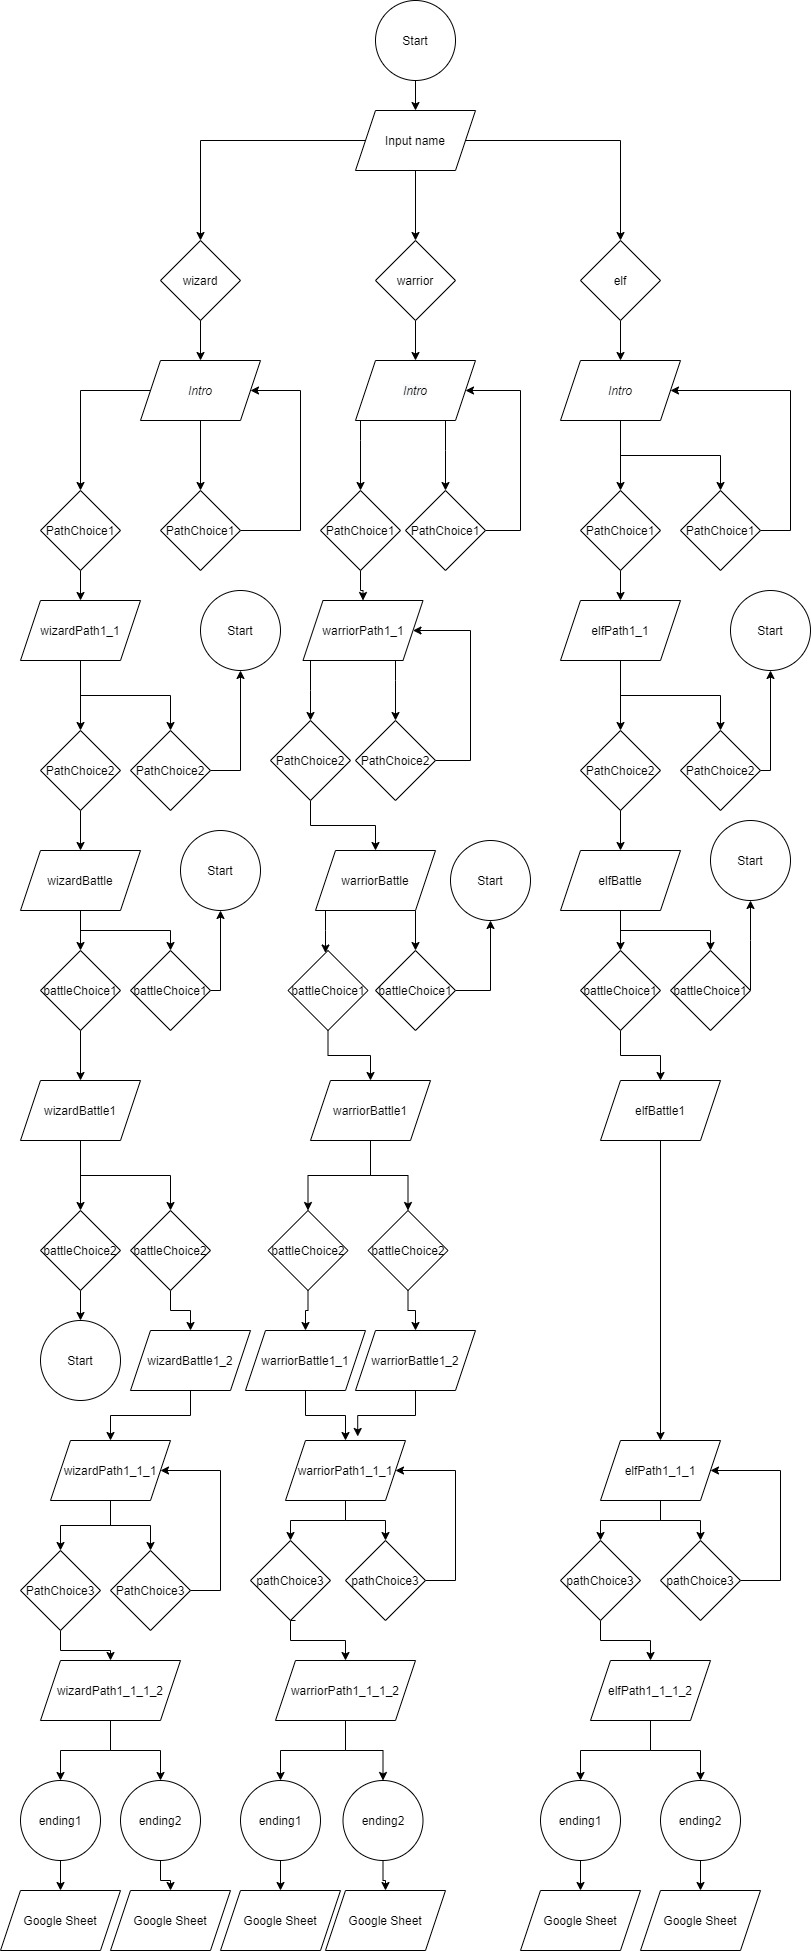 Start
Input name
wizard
warrior
elf
Intro
Intro
Intro
PathChoice1
PathChoice1
PathChoice1
PathChoice1
PathChoice1
PathChoice1
wizardPath1_1
Start
warriorPath1_1
elfPath1_1
Start
PathChoice2
PathChoice2
PathChoice2
PathChoice2
PathChoice2
PathChoice2
wizardBattle
Start
warriorBattle
Start
elfBattle
Start
battleChoice1
battleChoice1
battleChoice1
battleChoice1
battleChoice1
battleChoice1
wizardBattle1
warriorBattle1
elfBattle1
battleChoice2
battleChoice2
battleChoice2
battleChoice2
Start
wizardBattle1_2
warriorBattle1_1
warriorBattle1_2
wizardPath1_1_1
warriorPath1_1_1
elfPath1_1_1
PathChoice3
PathChoice3
pathChoice3
pathChoice3
pathChoice3
pathChoice3
wizardPath1_1_1_2
warriorPath1_1_1_2
elfPath1_1_1_2
ending1
ending2
ending1
ending2
ending1
ending2
Google Sheet
Google Sheet
Google Sheet
Google Sheet
Google Sheet
Google Sheet